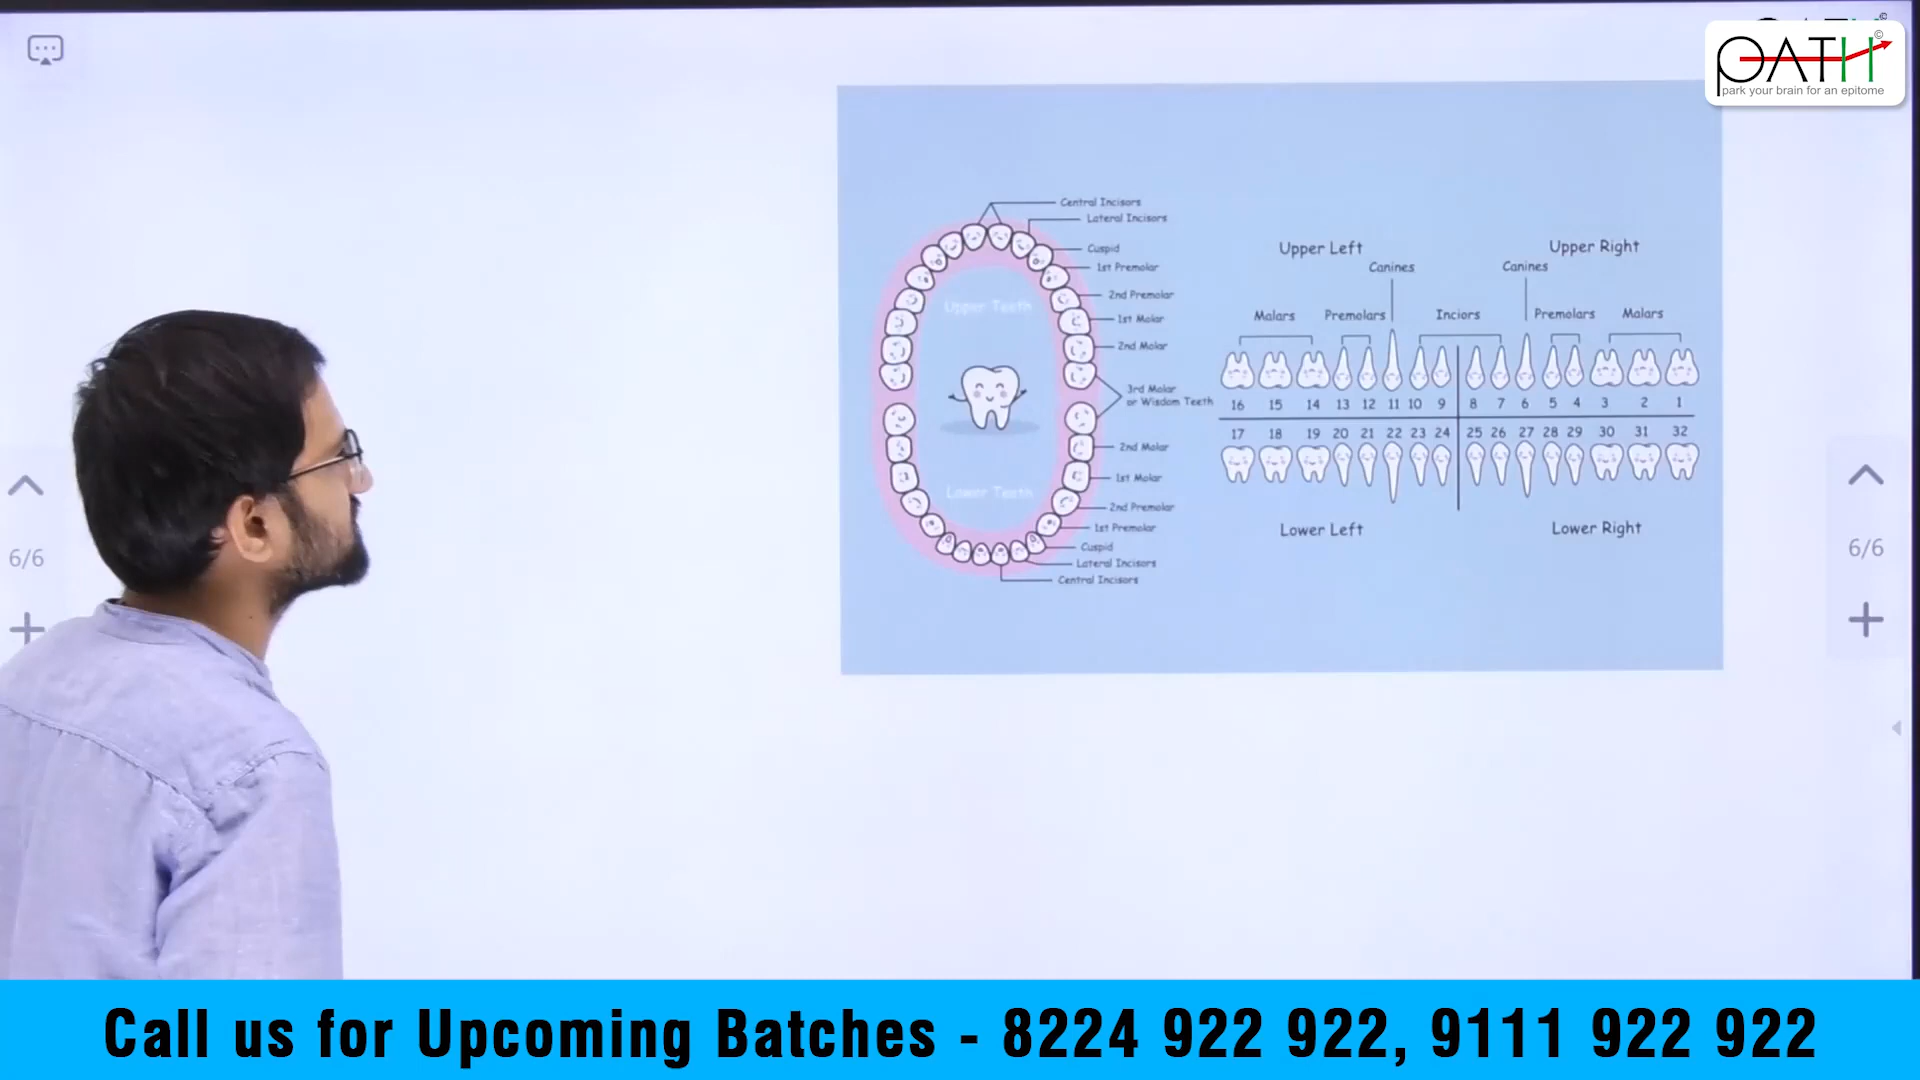 PATH©
park your brain for an epitome
Central Incisors
Lateral Incisors
Cuspid
1st Premolar
2nd Premolar
1st Molar
2nd Molar
3rd Molar
or Wisdom Teeth
2nd Molar
1st Molar
2nd Premolar
1st Premolar
Cuspid
Lateral Incisors
Central Incisors
Upper Teeth
Lower Teeth
Upper Left
Upper Right
Canines
Canines
Malars
Premolars
Inciors
Premolars
Malars
16 15 14 13 12 11 10 9 8 7 6 5 4 3 2 1
17 18 19 20 21 22 23 24 25 26 27 28 29 30 31 32
Lower Left
Lower Right
6/6
6/6
Call us for Upcoming Batches - 8224 922 922, 9111 922 922